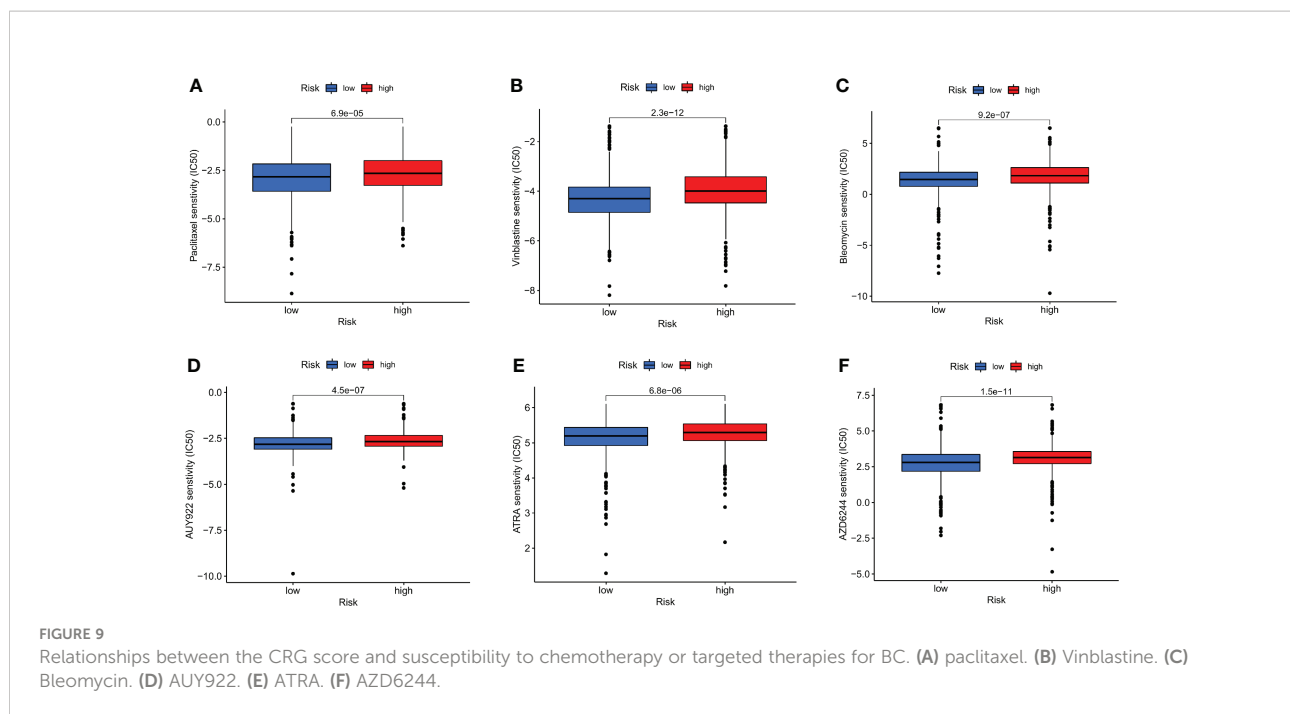 A
Risk low high
6.9e-05
0.0
−2.5
−5.0
−7.5
Paclitaxel senstivity (IC50)
low high
Risk
B
Risk low high
2.3e-12
−2
−4
−6
−8
Vinblastine senstivity (IC50)
low high
Risk
C
Risk low high
9.2e-07
5
0
−5
−10
Bleomycin senstivity (IC50)
low high
Risk
D
Risk low high
4.5e-07
0.0
−2.5
−5.0
−7.5
−10.0
AUY922 senstivity (IC50)
low high
Risk
E
Risk low high
6.8e-06
6
5
4
3
2
ATRA senstivity (IC50)
low high
Risk
F
Risk low high
1.5e-11
7.5
5.0
2.5
0.0
−2.5
−5.0
AZD6244 senstivity (IC50)
low high
Risk
FIGURE 9
Relationships between the CRG score and susceptibility to chemotherapy or targeted therapies for BC. (A) paclitaxel. (B) Vinblastine. (C)
Bleomycin. (D) AUY922. (E) ATRA. (F) AZD6244.